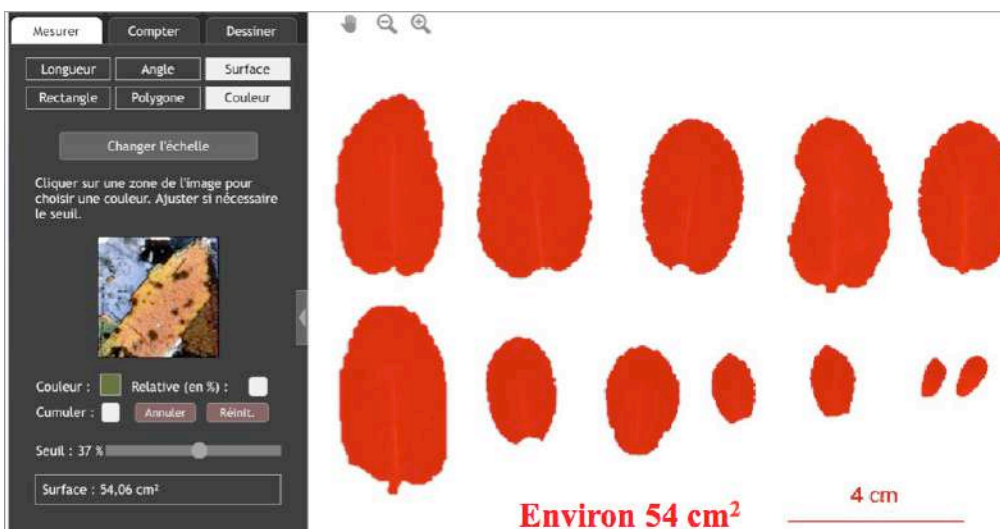 Mesurer Compter Dessiner
Longueur Angle Surface
Rectangle Polygone Couleur
Changer l'échelle
Cliquer sur une zone de l'image pour
choisir une couleur. Ajuster si nécessaire
le seuil.
Couleur : Relative (en %) :
Cumuler : Annuler Réinit.
Seuil : 37 %
Surface : 54,06 cm²
Environ 54 cm²
4 cm